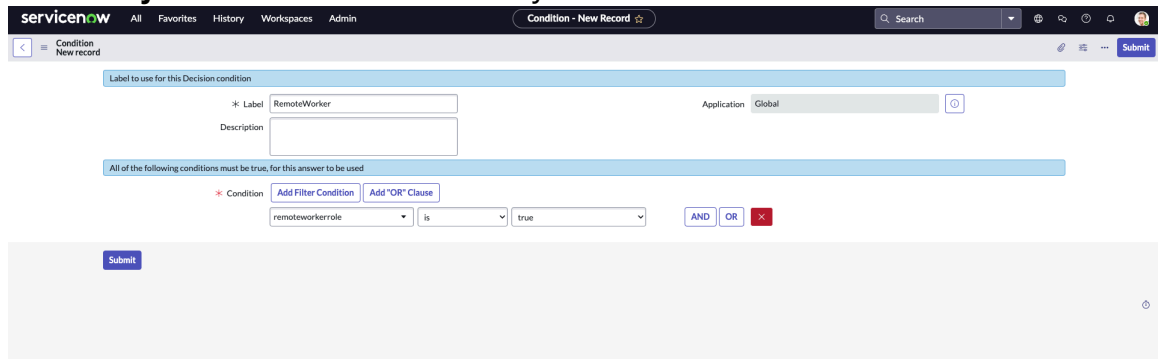 servicenow All Favorites History Workspaces Admin Condition - New Record Search
Condition
New record
Submit
Label to use for this Decision condition
Label RemoteWorker Application Global
Description
All of the following conditions must be true, for this answer to be used
Condition Add Filter Condition Add "OR" Clause
remoteworkerrole is true AND OR
Submit